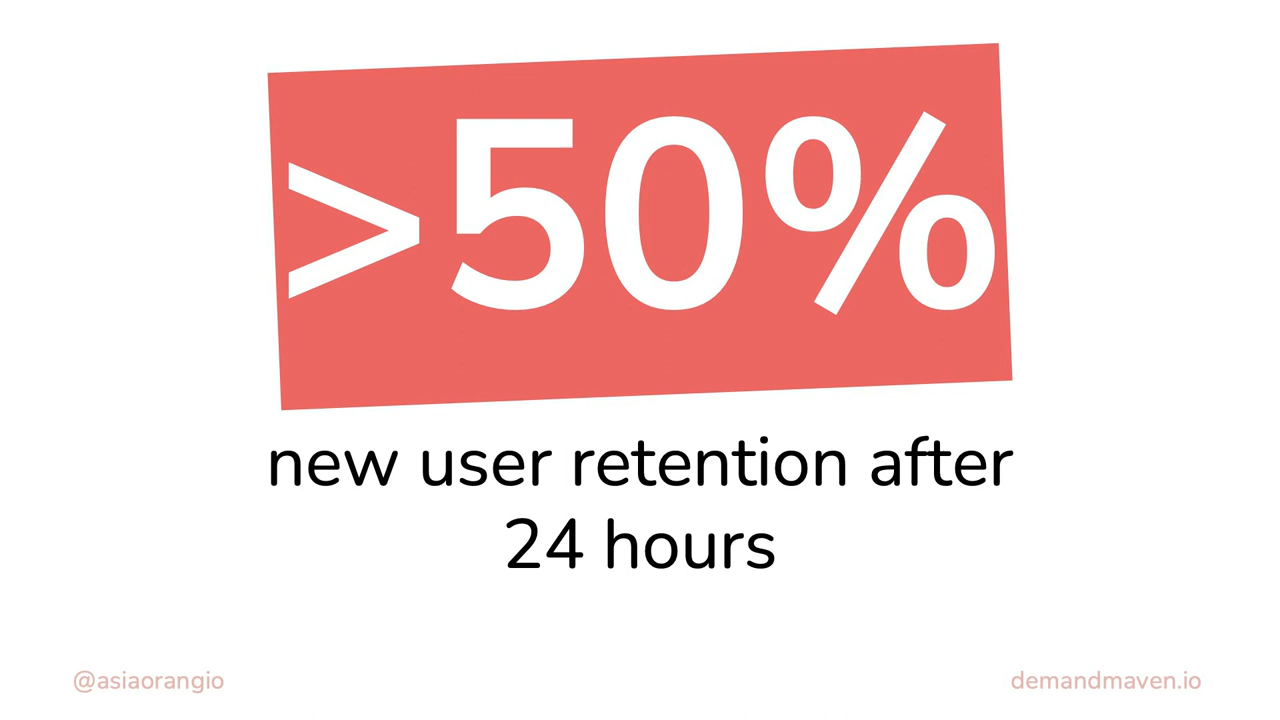 >50%
new user retention after
24 hours
@asiaorangio
demandmaven.io